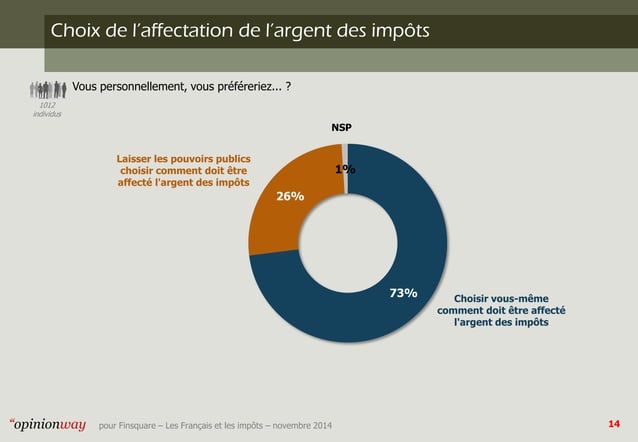 Choix de l'affectation de l'argent des impôts
Vous personnellement, vous préféreriez... ?
1012
individus
NSP
1%
Laisser les pouvoirs publics
choisir comment doit être
affecté l'argent des impôts
26%
73%
Choisir vous-même
comment doit être affecté
l'argent des impôts
“opinionway
pour Finsquare – Les Français et les impôts – novembre 2014
14